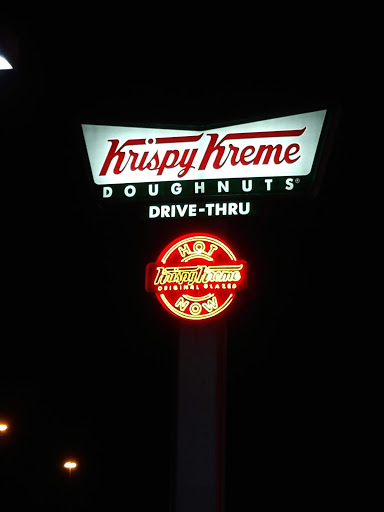 Krispy Kreme
DOUGHNUTS®
DRIVE-THRU
HOT
Krispy Kreme
ORIGINAL GLAZED
NOW